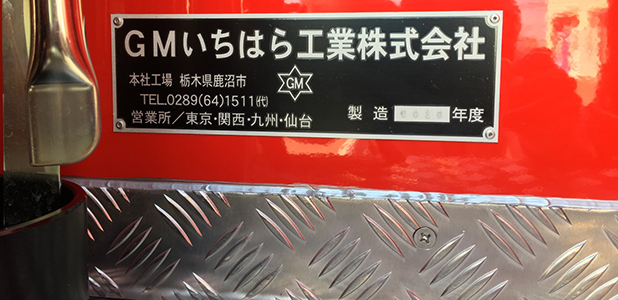 GMいちはら工業株式会社
本社工場 栃木県鹿沼市
GM
TEL.0289(64)1511㈹
営業所／東京・関西・九州・仙台
製造 年度